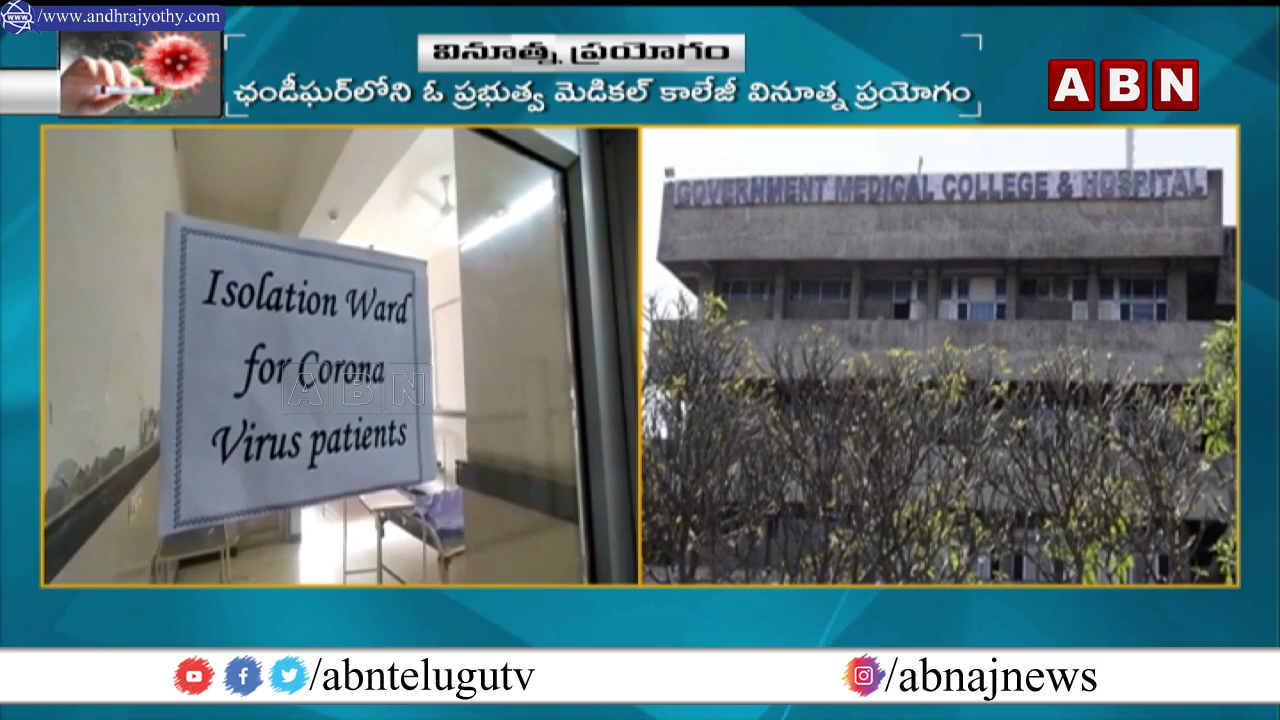 /www.andhrajyothy.com
వినూత్న ప్రయోగం
ఛండీఘర్‌లోని ఓ ప్రభుత్వ మెడికల్ కాలేజీ వినూత్న ప్రయోగం
ABN
Isolation Ward
for Corona
Virus patients
ABN
GOVERNMENT MEDICAL COLLEGE & HOSPITAL
/abntelugutv
/abnajnews